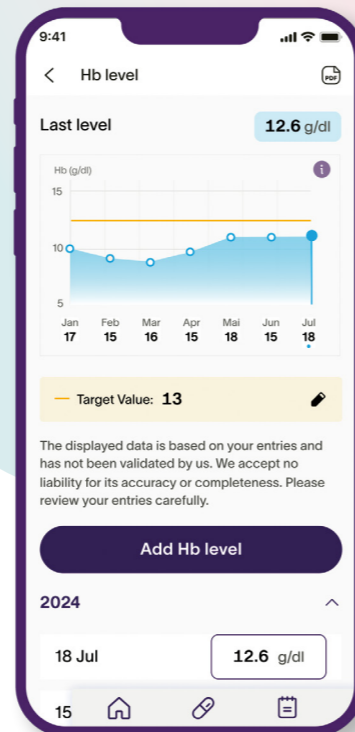 9:41
Hb level
PDF
Last level
12.6 g/dl
Hb (g/dl)
i
15
10
5
Jan Feb Mar Apr Mai Jun Jul
17 15 16 15 18 15 18
Target Value: 13
The displayed data is based on your entries and
has not been validated by us. We accept no
liability for its accuracy or completeness. Please
review your entries carefully.
Add Hb level
2024
18 Jul 12.6 g/dl
15